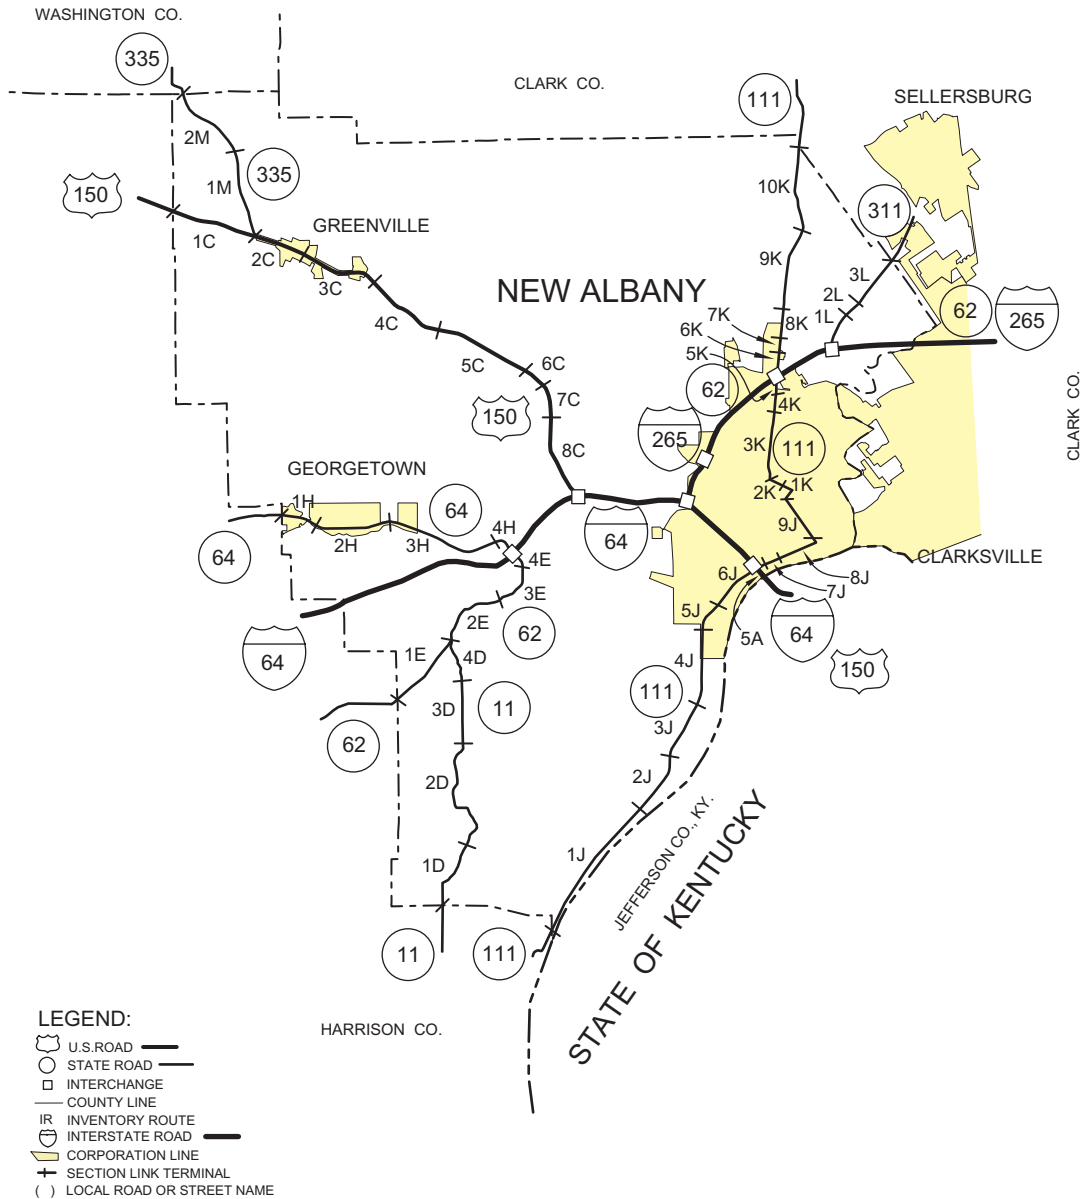 WASHINGTON CO.
335
CLARK CO.
111
SELLERSBURG
2M
335
1M
150
10K
311
GREENVILLE
1C
2C
9K
3C
3L
NEW ALBANY
2L
62
265
7K
8K
1L
4C
6K
5K
5C
6C
62
7C
4K
CLARK CO.
150
265
3K
111
8C
GEORGETOWN
1K
2K
1H
64
4H
9J
64
2H
3H
64
4E
CLARKSVILLE
6J
8J
3E
7J
5J
2E
62
64
5A
1E
4D
4J
64
150
111
3D
11
62
3J
2D
2J
JEFFERSON CO., KY.
STATE OF KENTUCKY
1J
1D
11
111
HARRISON CO.
LEGEND:
U.S.ROAD
STATE ROAD
INTERCHANGE
COUNTY LINE
IR INVENTORY ROUTE
INTERSTATE ROAD
CORPORATION LINE
SECTION LINK TERMINAL
( ) LOCAL ROAD OR STREET NAME